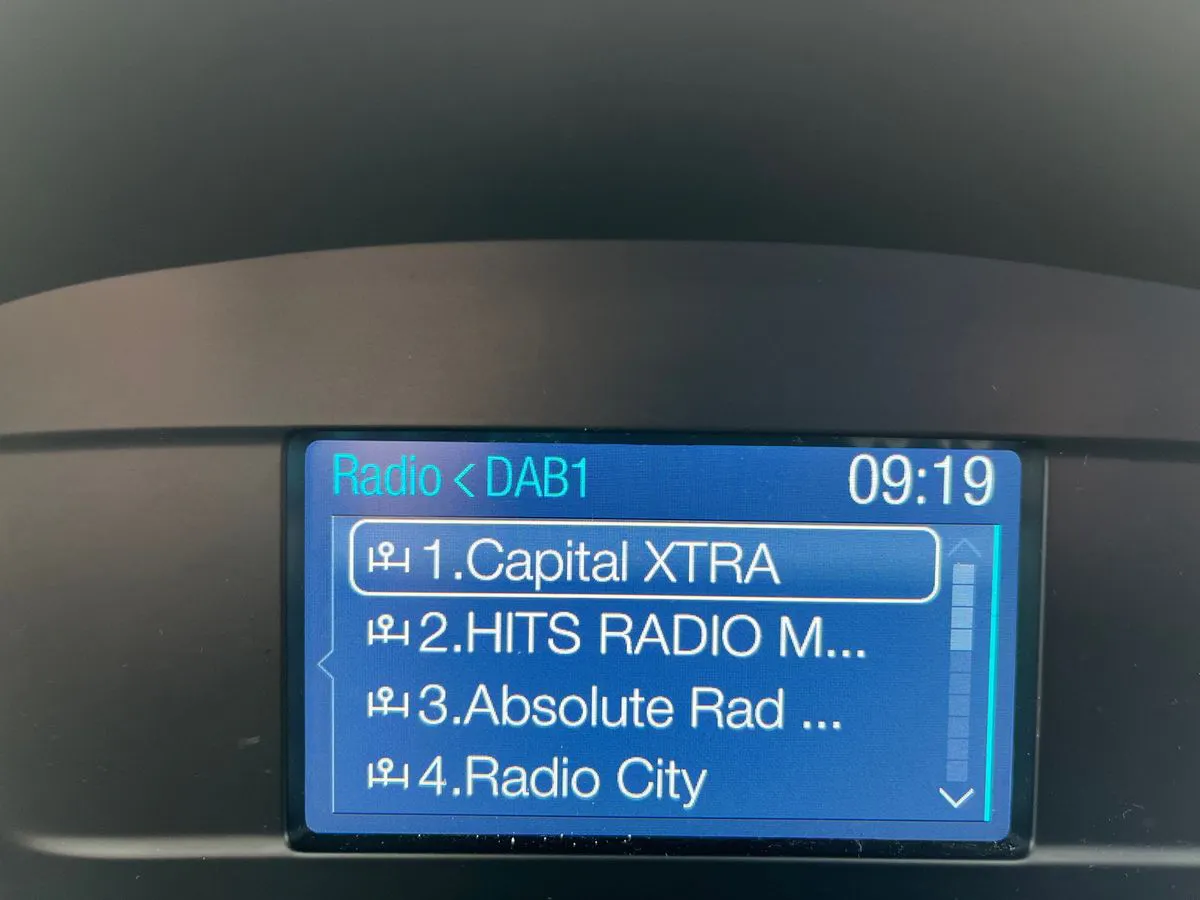 Radio < DAB1 09:19
1.Capital XTRA
2.HITS RADIO M...
3.Absolute Rad ...
4.Radio City